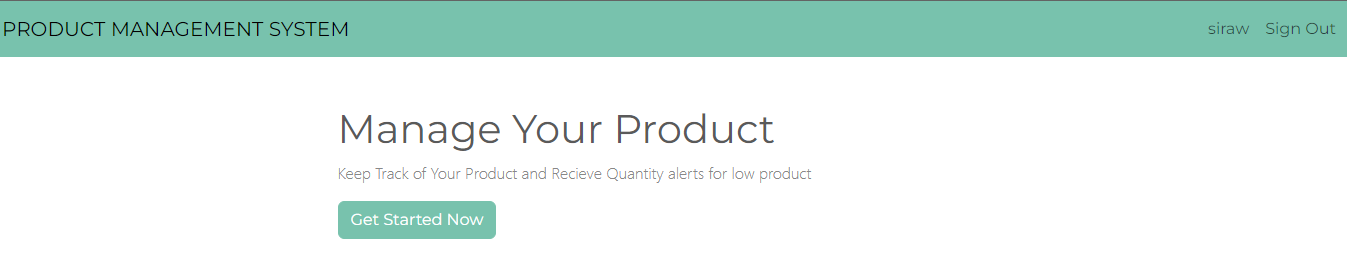 PRODUCT MANAGEMENT SYSTEM siraw Sign Out
Manage Your Product
Keep Track of Your Product and Recieve Quantity alerts for low product
Get Started Now